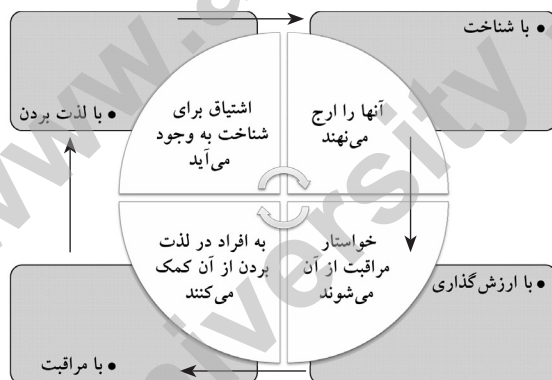 • با شناخت
آنها را ارج
می‌نهند
• با ارزش‌گذاری
خواستار
مراقبت از آن
می‌شوند
• با مراقبت
به افراد در لذت
بردن از آن کمک
می‌کنند
• با لذت بردن
اشتیاق برای
شناخت به وجود
می‌آید